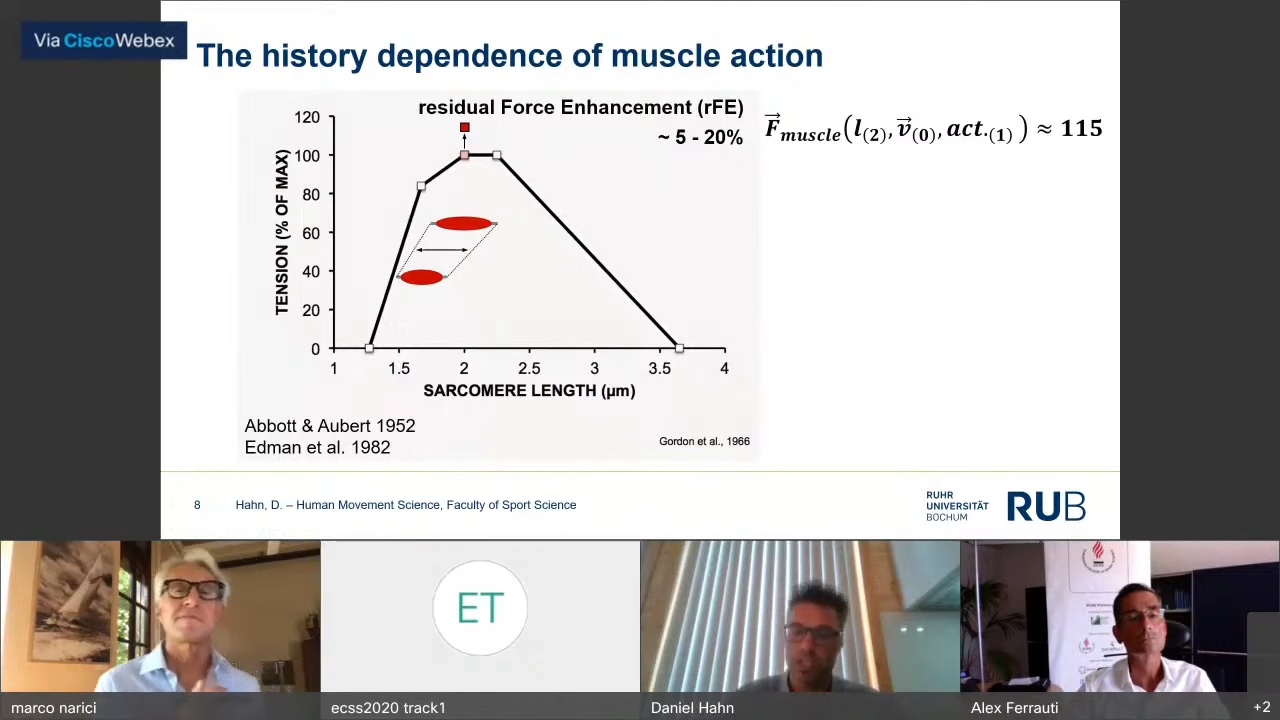 Via Cisco Webex
The history dependence of muscle action
residual Force Enhancement (rFE)
~ 5 - 20%
F⃗muscle(l(2), v⃗(0), act.(1)) ≈ 115
TENSION (% OF MAX)
120
100
80
60
40
20
0
1 1.5 2 2.5 3 3.5 4
SARCOMERE LENGTH (µm)
Abbott & Aubert 1952
Edman et al. 1982
Gordon et al., 1966
8 Hahn, D. – Human Movement Science, Faculty of Sport Science
RUHR
UNIVERSITÄT
BOCHUM
RUB
ET
marco narici
ecss2020 track1
Daniel Hahn
Alex Ferrauti
+2